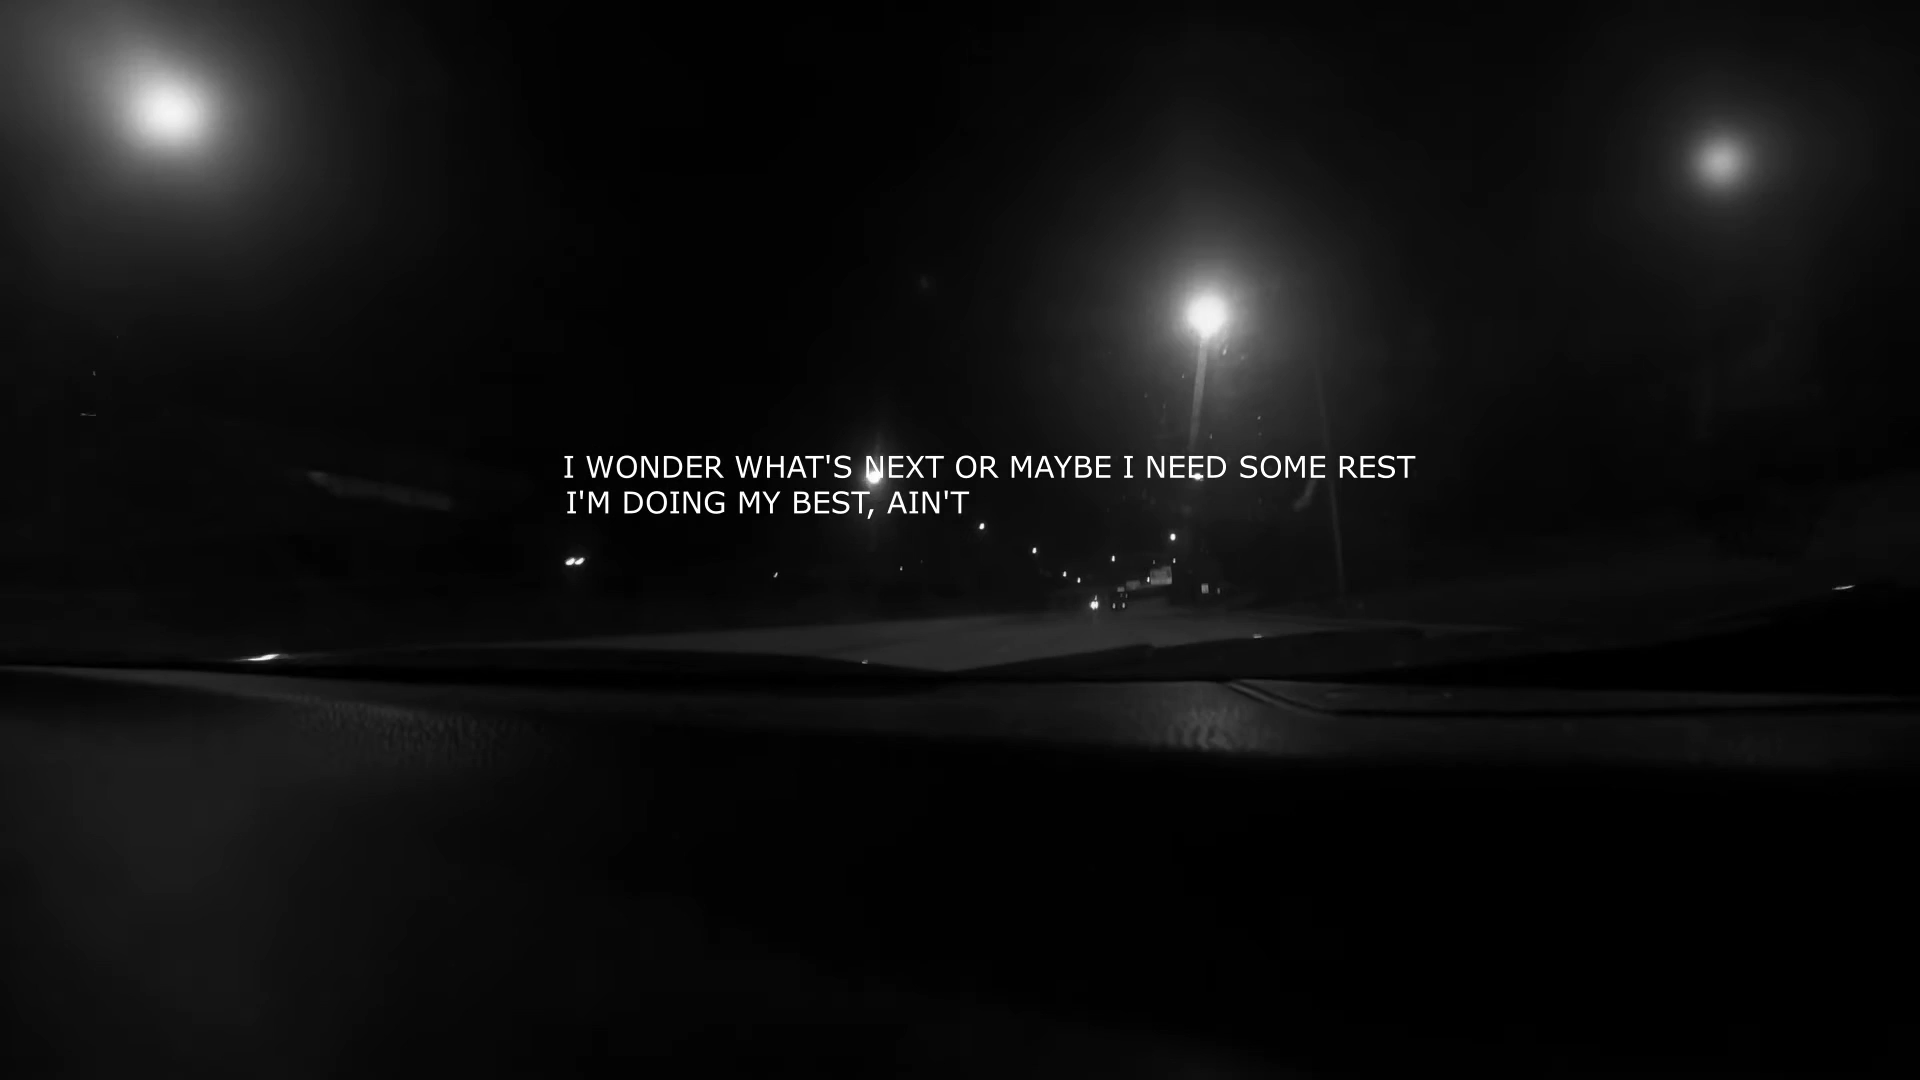 I WONDER WHAT'S NEXT OR MAYBE I NEED SOME REST
I'M DOING MY BEST, AIN'T